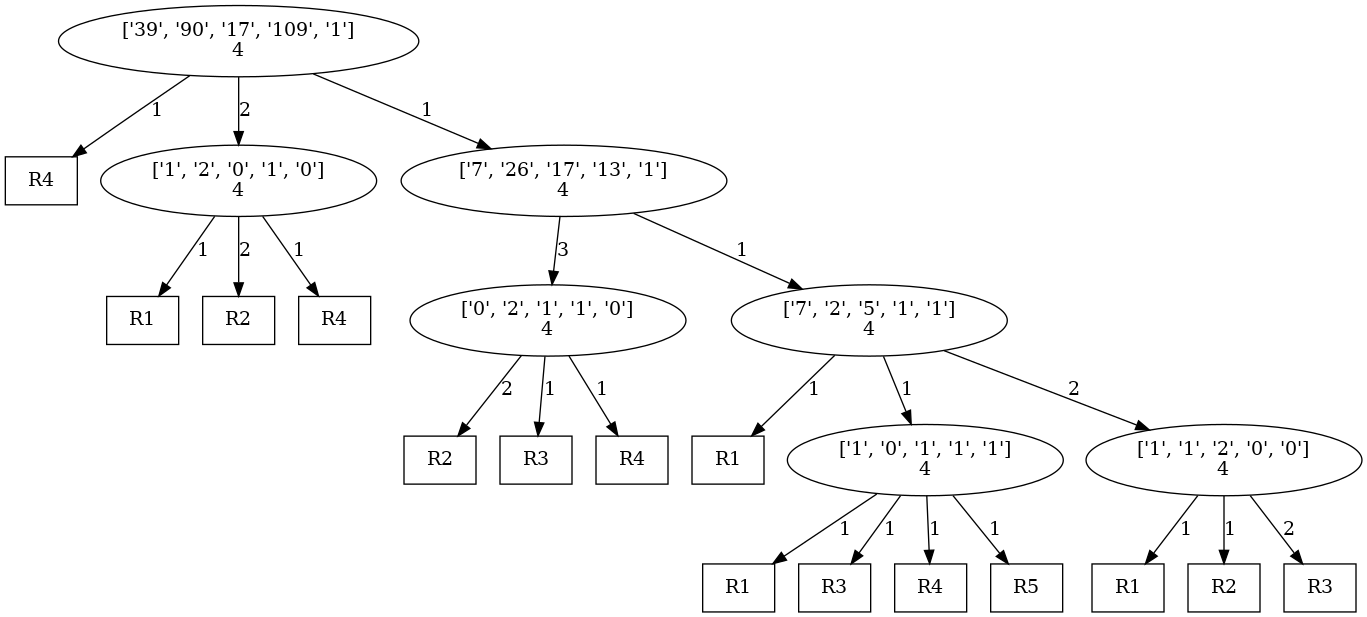 ['39', '90', '17', '109', '1']
4
1
2
1
R4
['1', '2', '0', '1', '0']
4
['7', '26', '17', '13', '1']
4
1
2
1
3
1
R1
R2
R4
['0', '2', '1', '1', '0']
4
['7', '2', '5', '1', '1']
4
2
1
1
1
1
2
R2
R3
R4
R1
['1', '0', '1', '1', '1']
4
['1', '1', '2', '0', '0']
4
1
1
1
1
1
1
2
R1
R3
R4
R5
R1
R2
R3